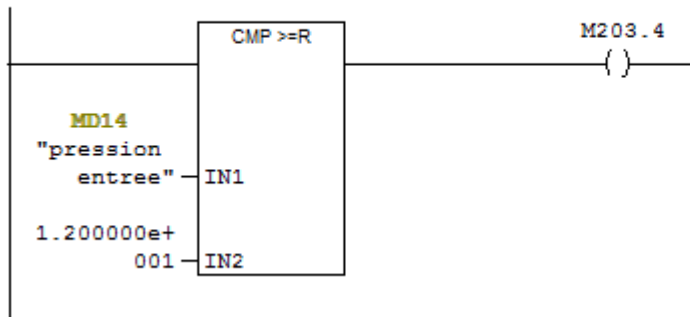 CMP >=R
M203.4
( )
MD14
"pression
entree"
IN1
1.200000e+
001
IN2